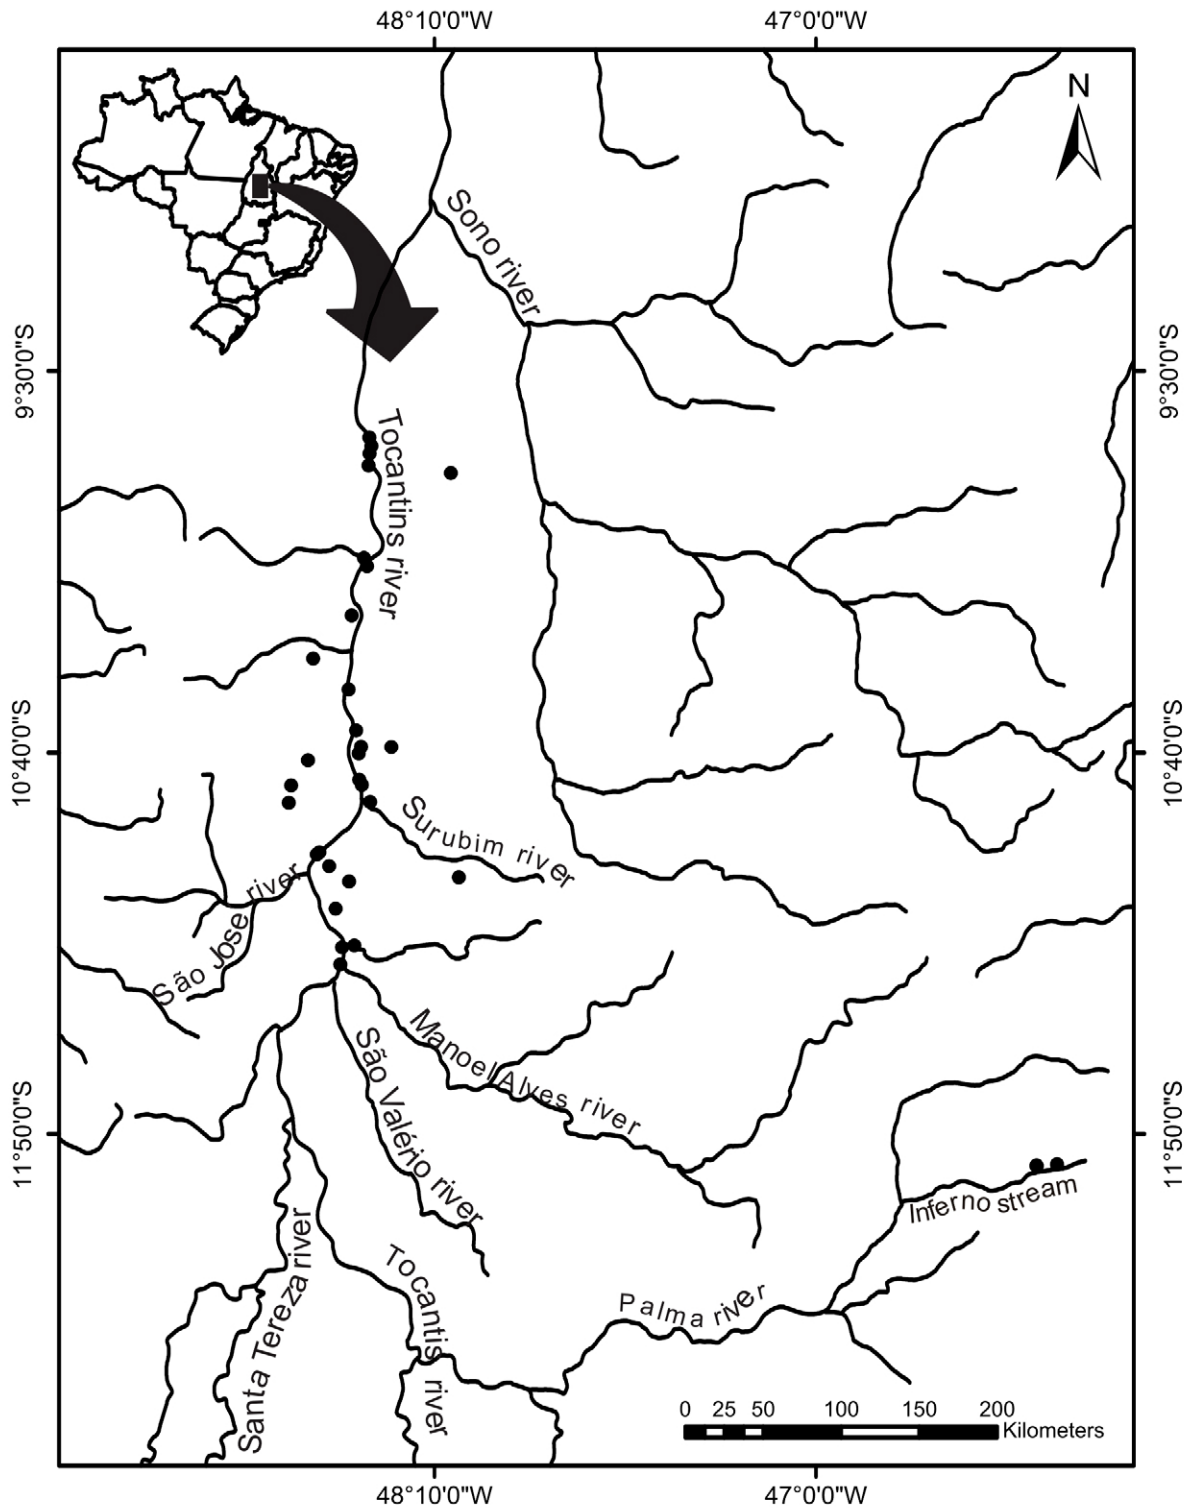 48°10'0"W
47°0'0"W
N
Sono river
9°30'0"S
9°30'0"S
Tocantins river
10°40'0"S
10°40'0"S
Surubim river
São Jose river
Manoel Alves river
São Valério river
11°50'0"S
11°50'0"S
Inferno stream
Santa Tereza river
Tocantis river
Palma river
0 25 50 100 150 200
Kilometers
48°10'0"W
47°0'0"W